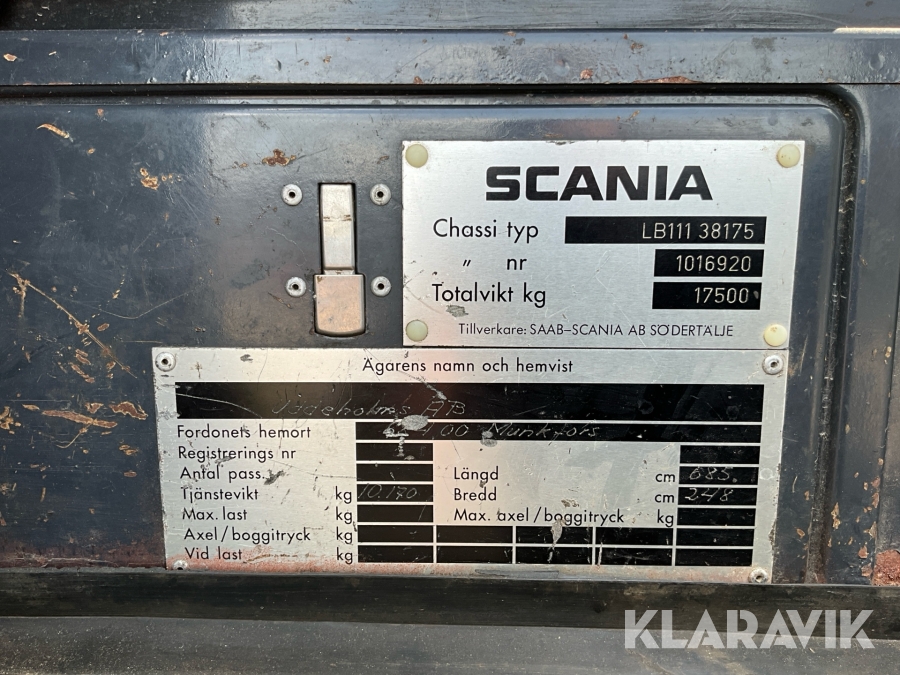 SCANIA
Chassi typ LB111 38175
„ nr 1016920
Totalvikt kg 17500
Tillverkare: SAAB–SCANIA AB SÖDERTÄLJE
Ägarens namn och hemvist
AB
Fordonets hemort 00 Munkfors
Registrerings nr
Antal pass. Längd cm 685.
Tjänstevikt kg 10.170 Bredd cm 248
Max. last kg Max. axel/boggitryck kg
Axel/boggitryck kg
Vid last kg
KLARAVIK